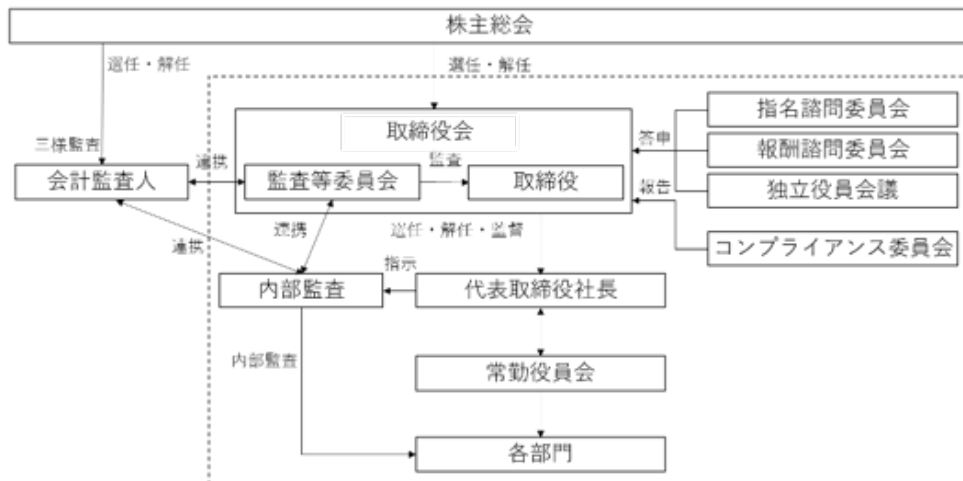 株主総会
選任・解任
選任・解任
取締役会
指名諮問委員会
答申
報酬諮問委員会
三様監査
連携
監査
会計監査人
監査等委員会
取締役
報告
独立役員会議
連携
連携
選任・解任・監督
コンプライアンス委員会
指示
内部監査
代表取締役社長
内部監査
常勤役員会
各部門